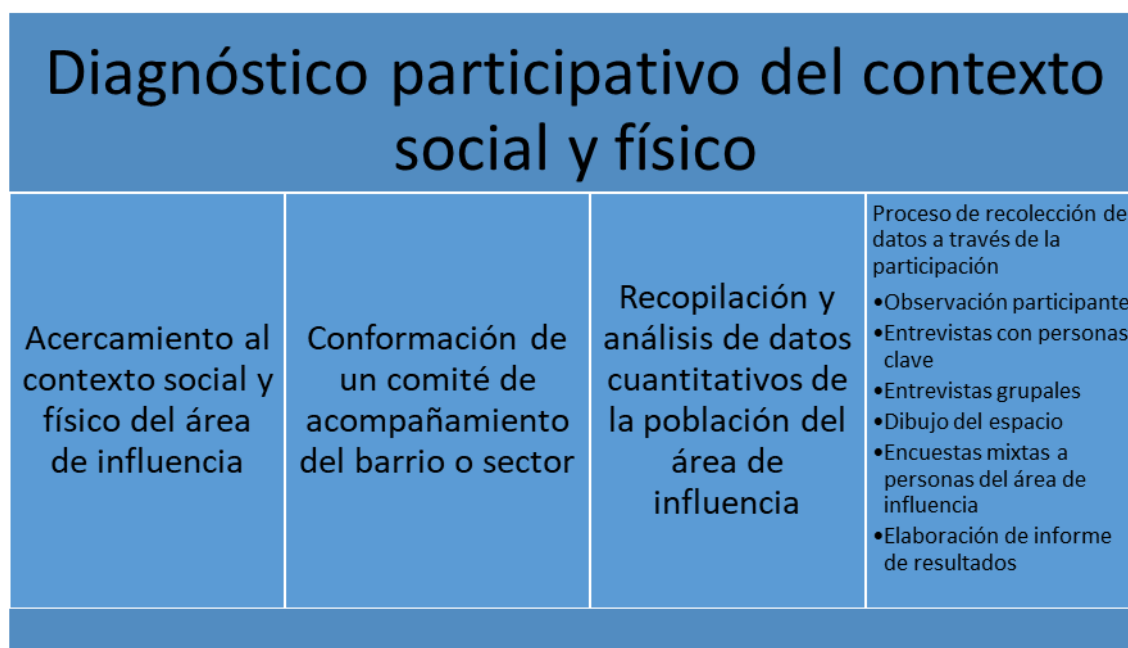 Diagnóstico participativo del contexto
social y físico
Acercamiento al
contexto social y
físico del área
de influencia
Conformación de
un comité de
acompañamiento
del barrio o sector
Recopilación y
análisis de datos
cuantitativos de
la población del
área de
influencia
Proceso de recolección de
datos a través de la
participación
•Observación participante
•Entrevistas con personas
clave
•Entrevistas grupales
•Dibujo del espacio
•Encuestas mixtas a
personas del área de
influencia
•Elaboración de informe
de resultados